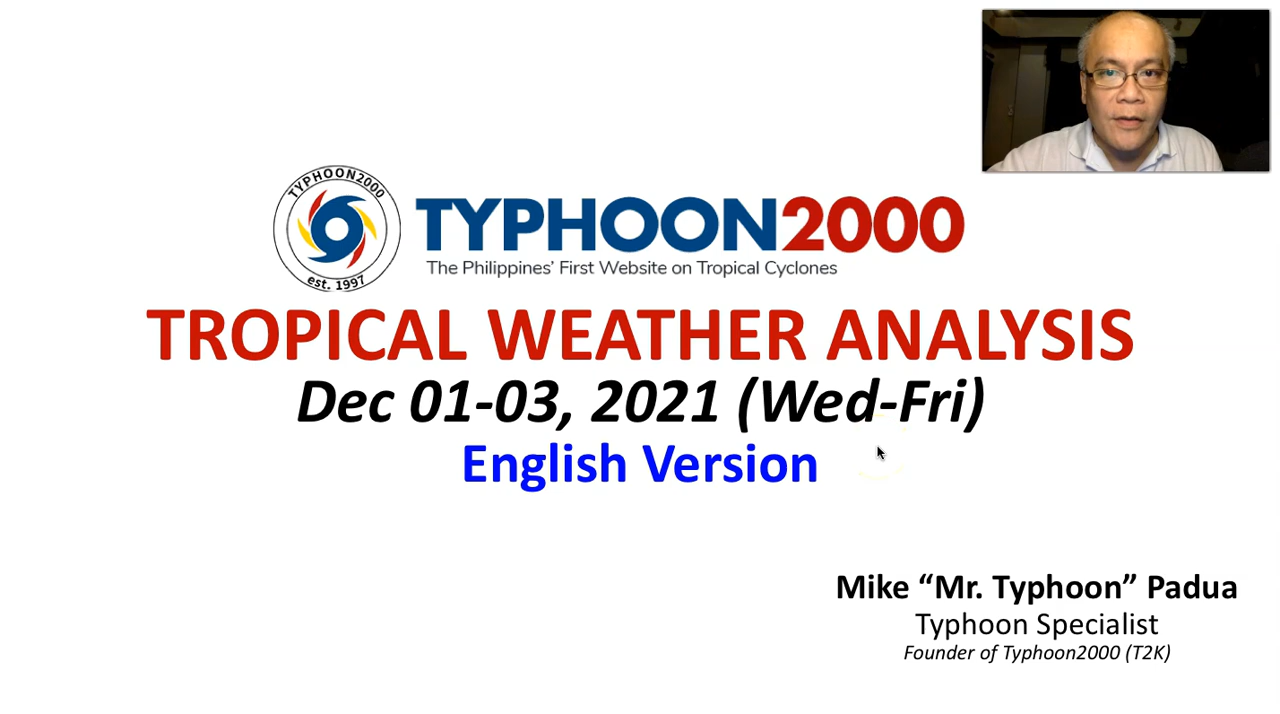 TYPHOON2000
est. 1997
TYPHOON2000
The Philippines' First Website on Tropical Cyclones
TROPICAL WEATHER ANALYSIS
Dec 01-03, 2021 (Wed-Fri)
English Version
Mike “Mr. Typhoon” Padua
Typhoon Specialist
Founder of Typhoon2000 (T2K)